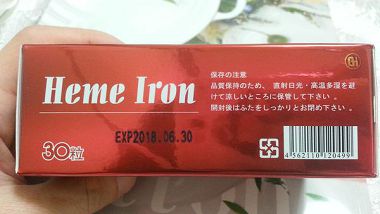 Heme Iron
EXP2018.06.30
30粒
保存の注意
品質保持のため、直射日光・高温多湿を避
けて涼しいところに保管して下さい。
開封後はふたをしっかりとお閉め下さい。
4562110120499